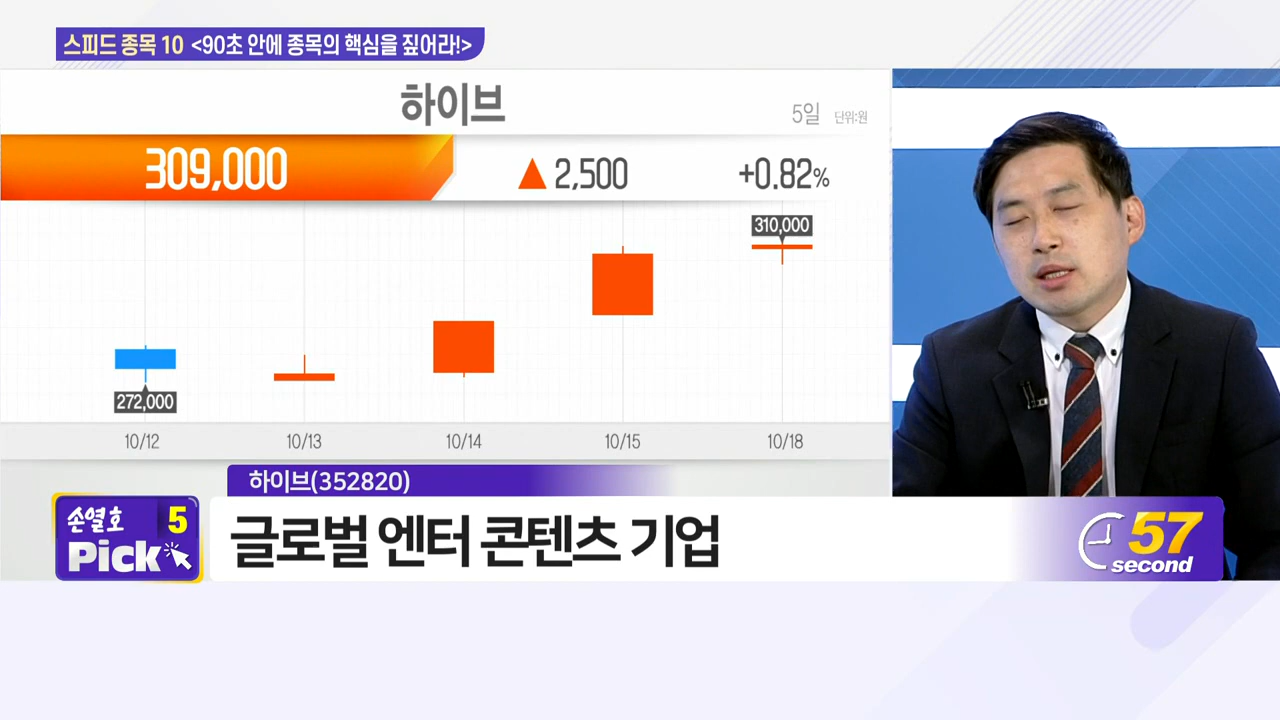 스피드 종목 10 <90초 안에 종목의 핵심을 짚어라!>
하이브
5일 단위:원
309,000 ▲ 2,500 +0.82%
310,000
272,000
10/12 10/13 10/14 10/15 10/18
하이브(352820)
손열호 5
Pick
글로벌 엔터 콘텐츠 기업
57
second